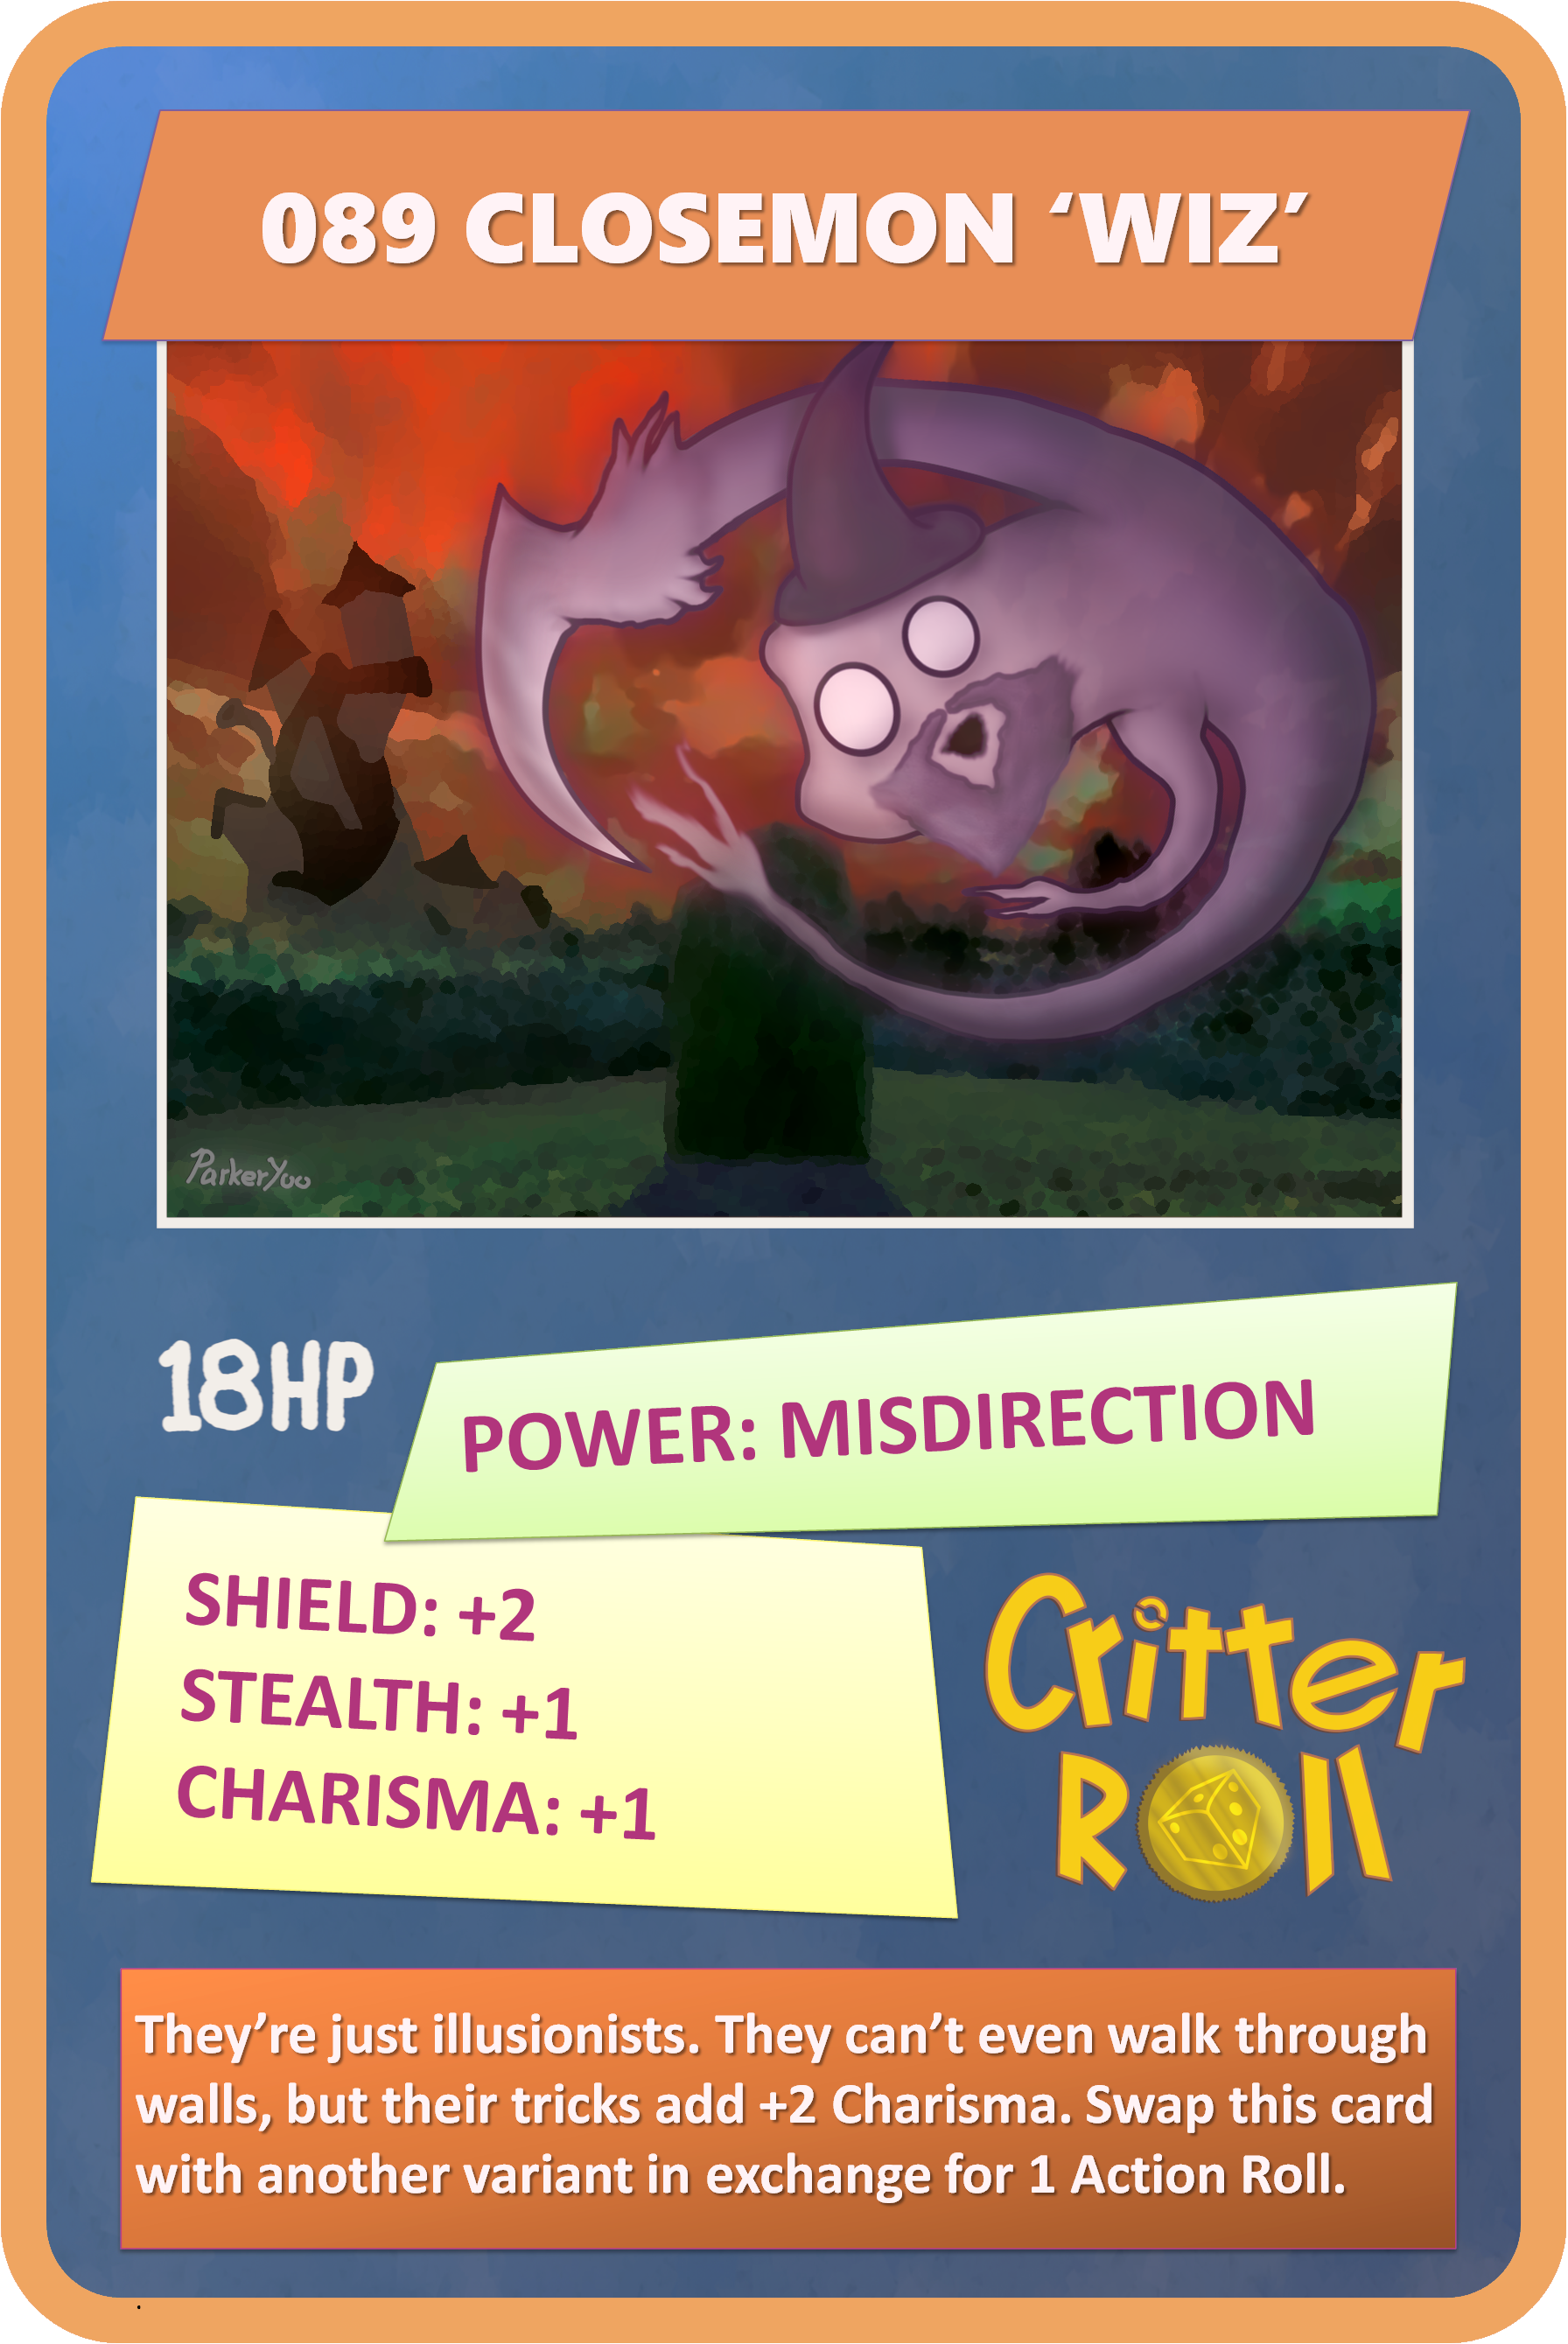 089 CLOSEMON ‘WIZ’
ParkerYoo
18HP
POWER: MISDIRECTION
SHIELD: +2
STEALTH: +1
CHARISMA: +1
Critter
Roll
They’re just illusionists. They can’t even walk through
walls, but their tricks add +2 Charisma. Swap this card
with another variant in exchange for 1 Action Roll.
.